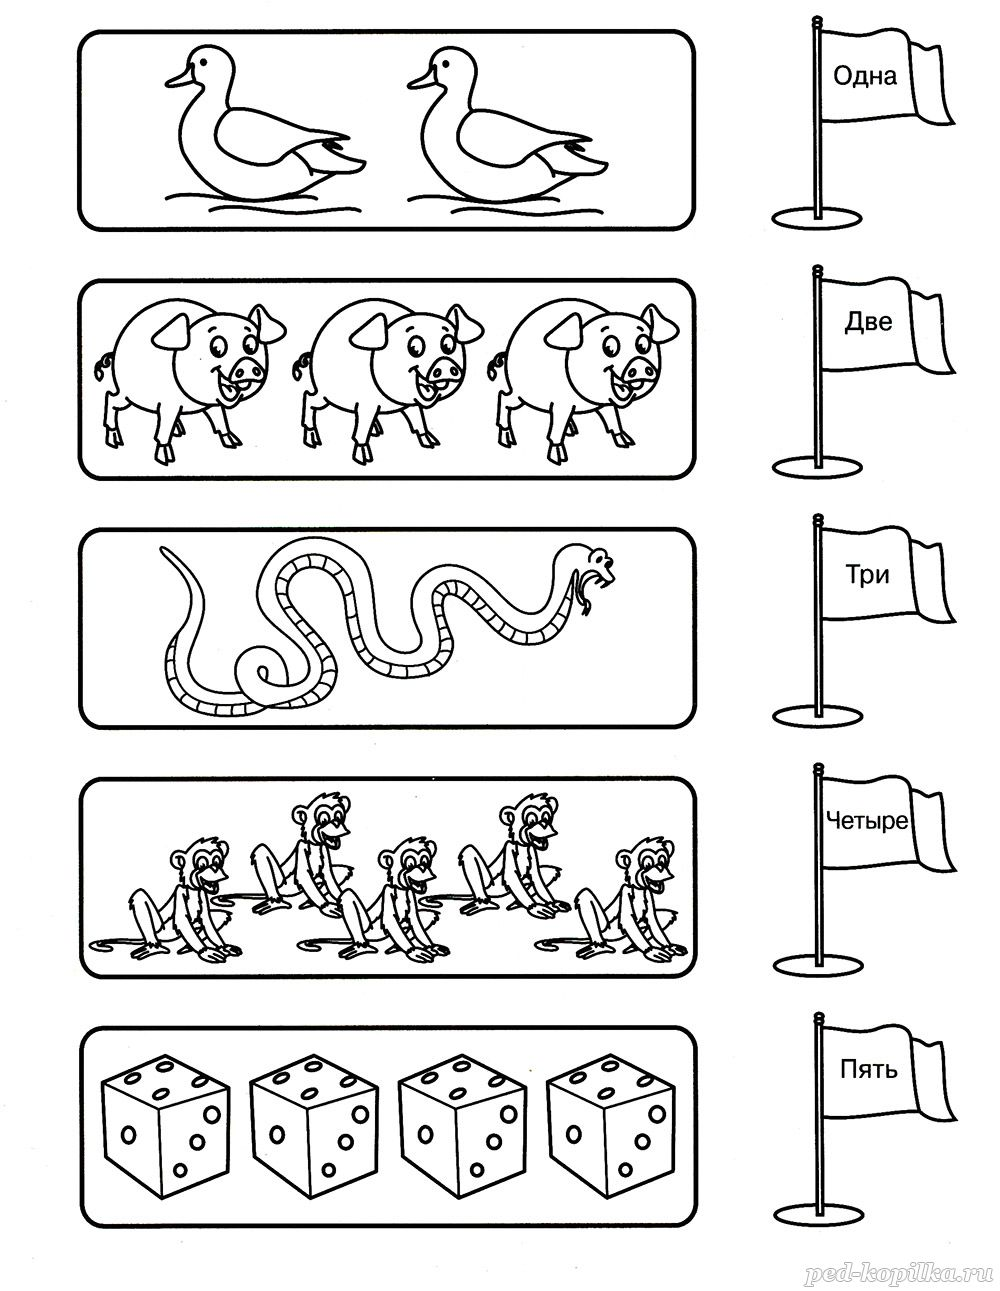 Одна
Две
Три
Четыре
Пять
ped-kopilka.ru